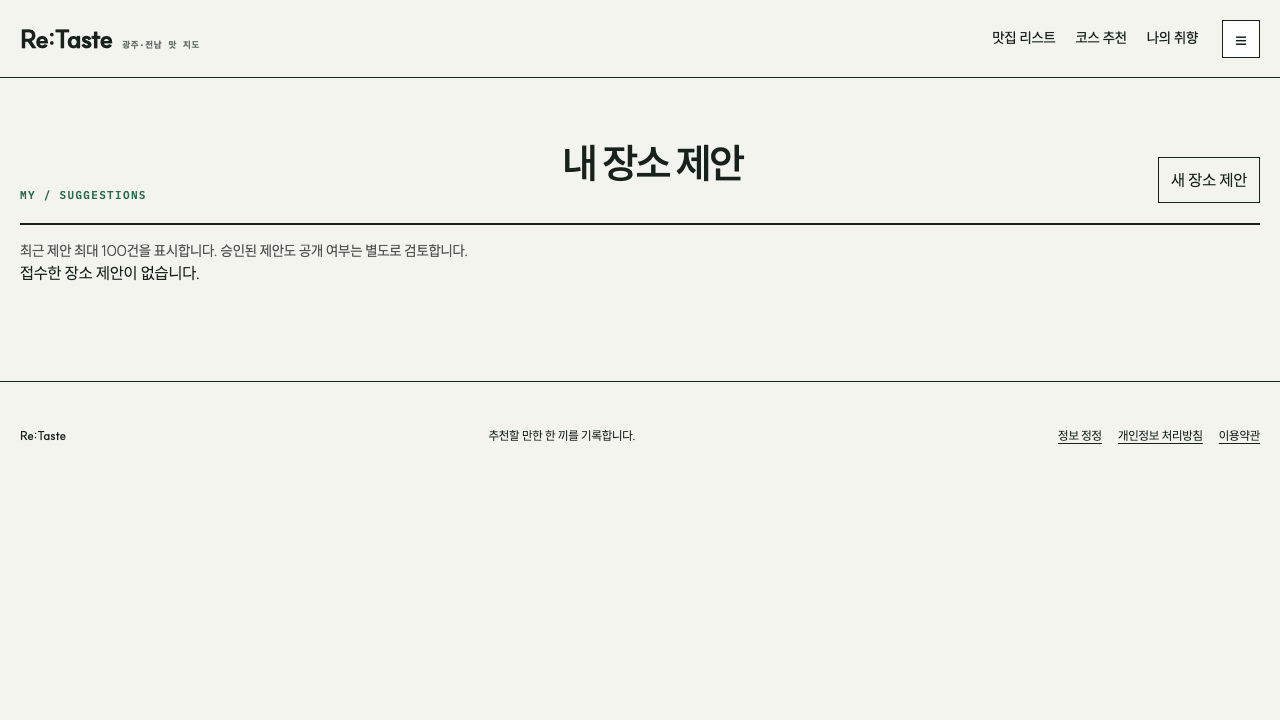 Re:Taste 광주·전남 맛 지도
맛집 리스트 코스 추천 나의 취향 ≡
내 장소 제안
MY / SUGGESTIONS
새 장소 제안
최근 제안 최대 100건을 표시합니다. 승인된 제안도 공개 여부는 별도로 검토합니다.
접수한 장소 제안이 없습니다.
Re:Taste 추천할 만한 한 끼를 기록합니다. 정보 정정 개인정보 처리방침 이용약관